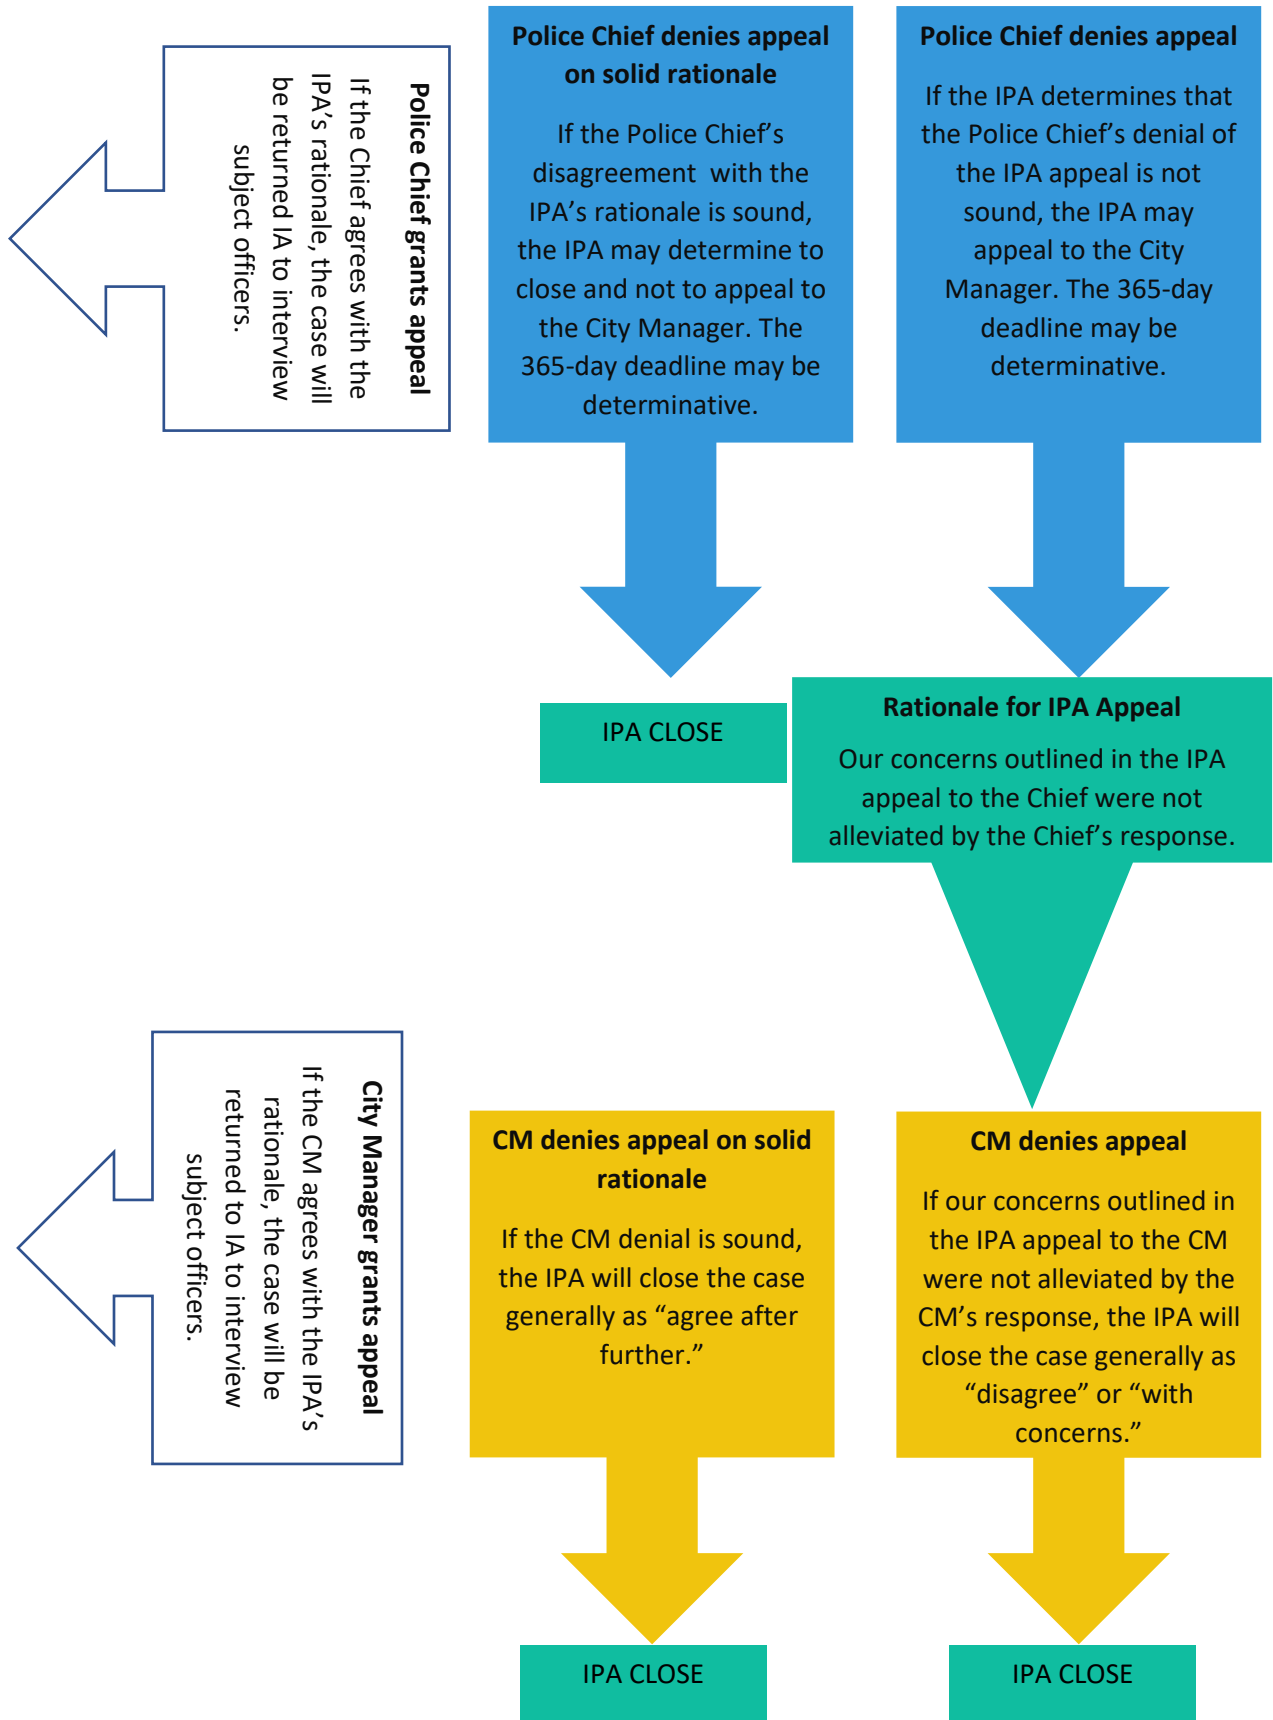 Police Chief grants appeal
If the Chief agrees with the
IPA’s rationale, the case will
be returned IA to interview
subject officers.
Police Chief denies appeal
on solid rationale
If the Police Chief’s
disagreement  with the
IPA’s rationale is sound,
the IPA may determine to
close and not to appeal to
the City Manager. The
365-day deadline may be
determinative.
Police Chief denies appeal
If the IPA determines that
the Police Chief’s denial of
the IPA appeal is not
sound, the IPA may
appeal to the City
Manager. The 365-day
deadline may be
determinative.
IPA CLOSE
Rationale for IPA Appeal
Our concerns outlined in the IPA
appeal to the Chief were not
alleviated by the Chief’s response.
City Manager grants appeal
If the CM agrees with the IPA’s
rationale, the case will be
returned to IA to interview
subject officers.
CM denies appeal on solid
rationale
If the CM denial is sound,
the IPA will close the case
generally as “agree after
further.”
CM denies appeal
If our concerns outlined in
the IPA appeal to the CM
were not alleviated by the
CM’s response, the IPA will
close the case generally as
“disagree” or “with
concerns.”
IPA CLOSE
IPA CLOSE